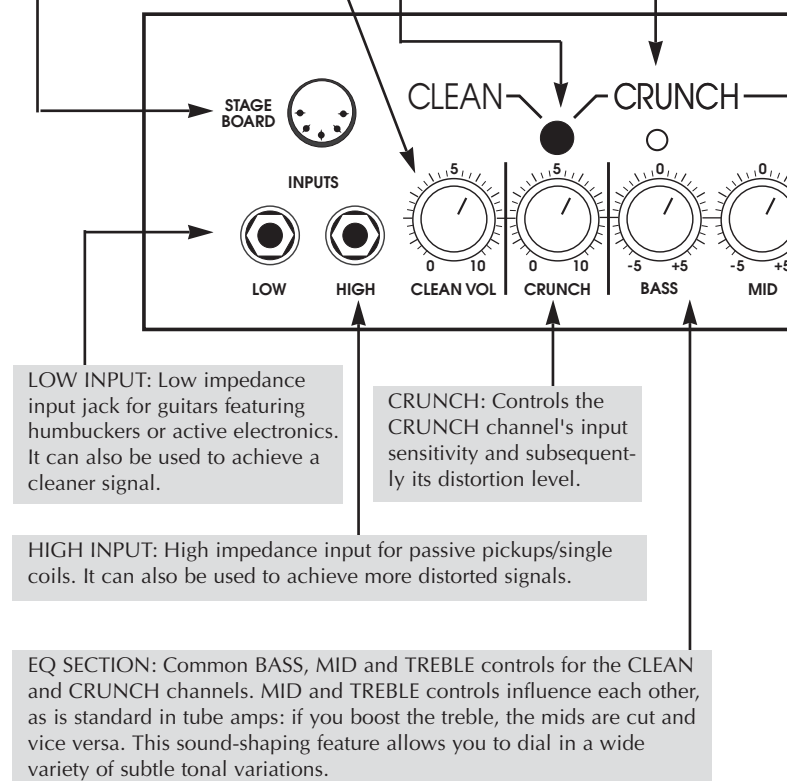 CLEAN CRUNCH
STAGE
BOARD
5 5 0 0
INPUTS
0 10 0 10 -5 +5 -5 +5
LOW HIGH CLEAN VOL CRUNCH BASS MID
LOW INPUT: Low impedance
input jack for guitars featuring
humbuckers or active electronics.
It can also be used to achieve a
cleaner signal.
CRUNCH: Controls the
CRUNCH channel's input
sensitivity and subsequent-
ly its distortion level.
HIGH INPUT: High impedance input for passive pickups/single
coils. It can also be used to achieve more distorted signals.
EQ SECTION: Common BASS, MID and TREBLE controls for the CLEAN
and CRUNCH channels. MID and TREBLE controls influence each other,
as is standard in tube amps: if you boost the treble, the mids are cut and
vice versa. This sound-shaping feature allows you to dial in a wide
variety of subtle tonal variations.